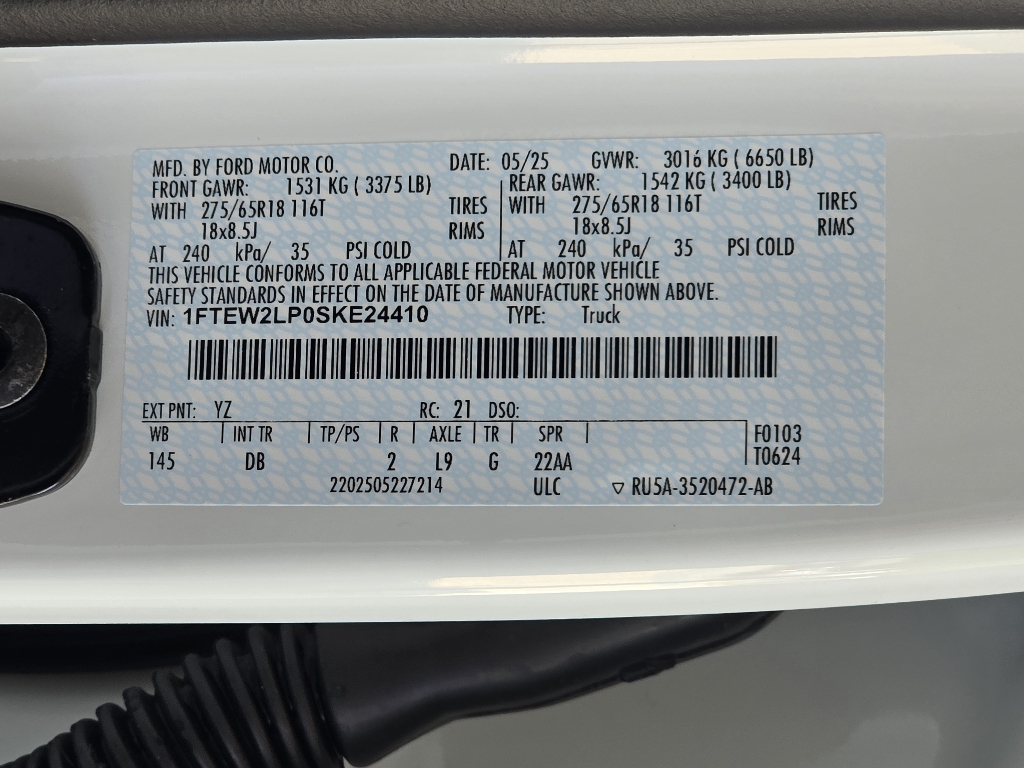 MFD. BY FORD MOTOR CO. DATE: 05/25 GVWR: 3016 KG ( 6650 LB)
FRONT GAWR: 1531 KG ( 3375 LB) REAR GAWR: 1542 KG ( 3400 LB)
WITH 275/65R18 116T TIRES WITH 275/65R18 116T TIRES
18x8.5J RIMS 18x8.5J RIMS
AT 240 kPa/ 35 PSI COLD AT 240 kPa/ 35 PSI COLD
THIS VEHICLE CONFORMS TO ALL APPLICABLE FEDERAL MOTOR VEHICLE
SAFETY STANDARDS IN EFFECT ON THE DATE OF MANUFACTURE SHOWN ABOVE.
VIN: 1FTEW2LP0SKE24410 TYPE: Truck
EXT PNT: YZ RC: 21 DSO:
WB INT TR TP/PS R AXLE TR SPR F0103
145 DB 2 L9 G 22AA T0624
2202505227214 ULC ▽ RU5A-3520472-AB